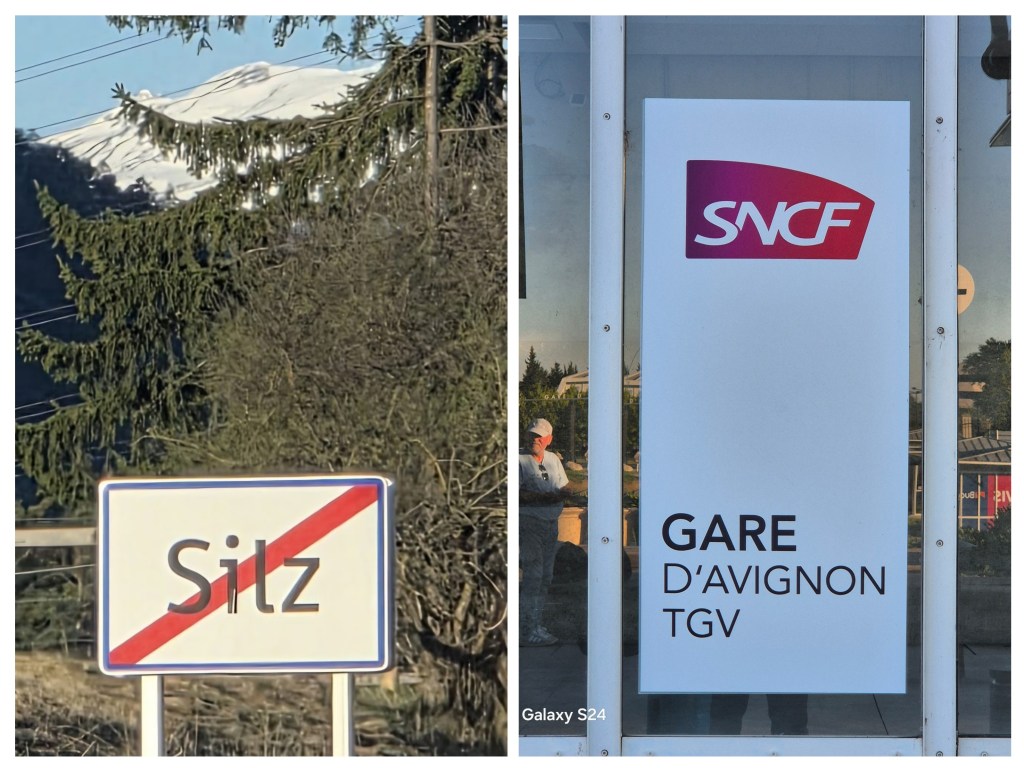 Silz
SNCF
GARE
D'AVIGNON
TGV
Galaxy S24